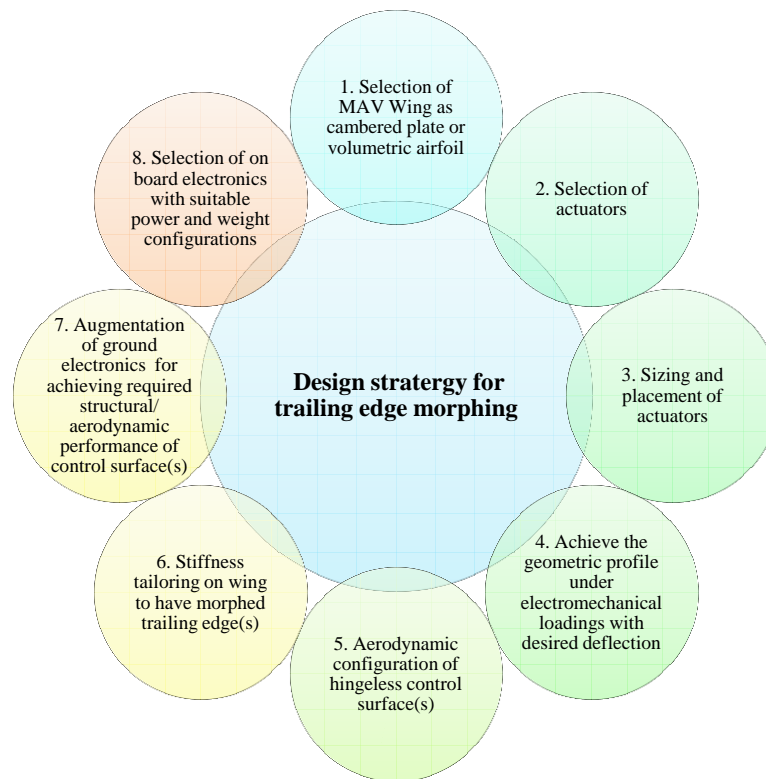 1. Selection of
MAV Wing as
cambered plate or
volumetric airfoil
2. Selection of
actuators
3. Sizing and
placement of
actuators
4. Achieve the
geometric profile
under
electromechanical
loadings with
desired deflection
5. Aerodynamic
configuration of
hingeless control
surface(s)
6. Stiffness
tailoring on wing
to have morphed
trailing edge(s)
7. Augmentation
of ground
electronics for
achieving required
structural/
aerodynamic
performance of
control surface(s)
8. Selection of on
board electronics
with suitable
power and weight
configurations
Design stratergy for
trailing edge morphing